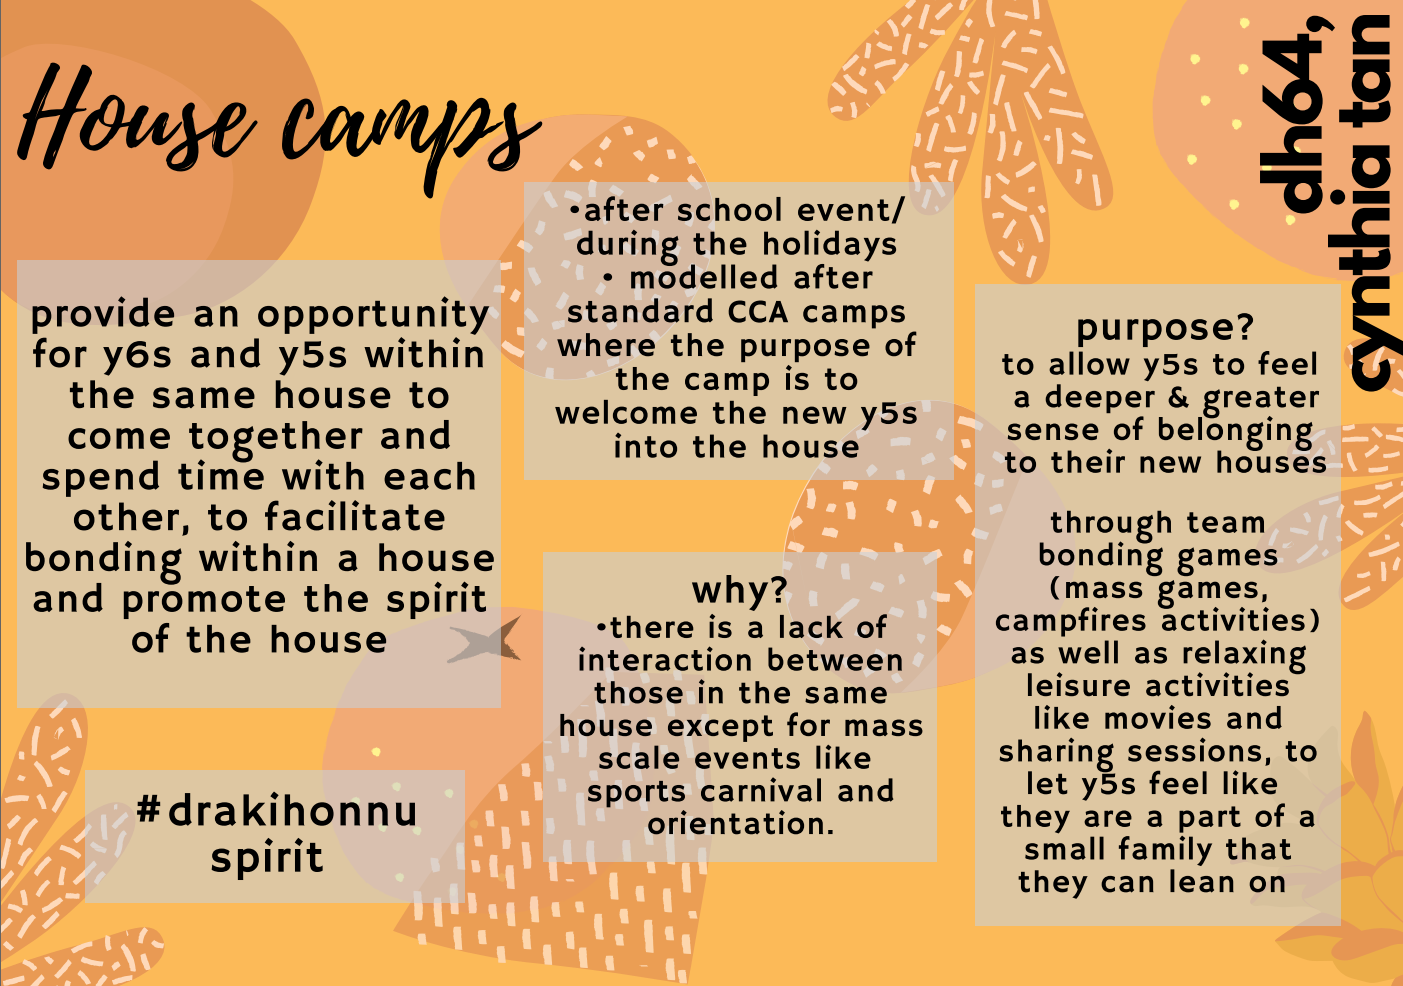 House camps
dh64,
cynthia tan
provide an opportunity
for y6s and y5s within
the same house to
come together and
spend time with each
other, to facilitate
bonding within a house
and promote the spirit
of the house
#drakihonnu
spirit
•after school event/
during the holidays
• modelled after
standard CCA camps
where the purpose of
the camp is to
welcome the new y5s
into the house
why?
•there is a lack of
interaction between
those in the same
house except for mass
scale events like
sports carnival and
orientation.
purpose?
to allow y5s to feel
a deeper & greater
sense of belonging
to their new houses
through team
bonding games
(mass games,
campfires activities)
as well as relaxing
leisure activities
like movies and
sharing sessions, to
let y5s feel like
they are a part of a
small family that
they can lean on